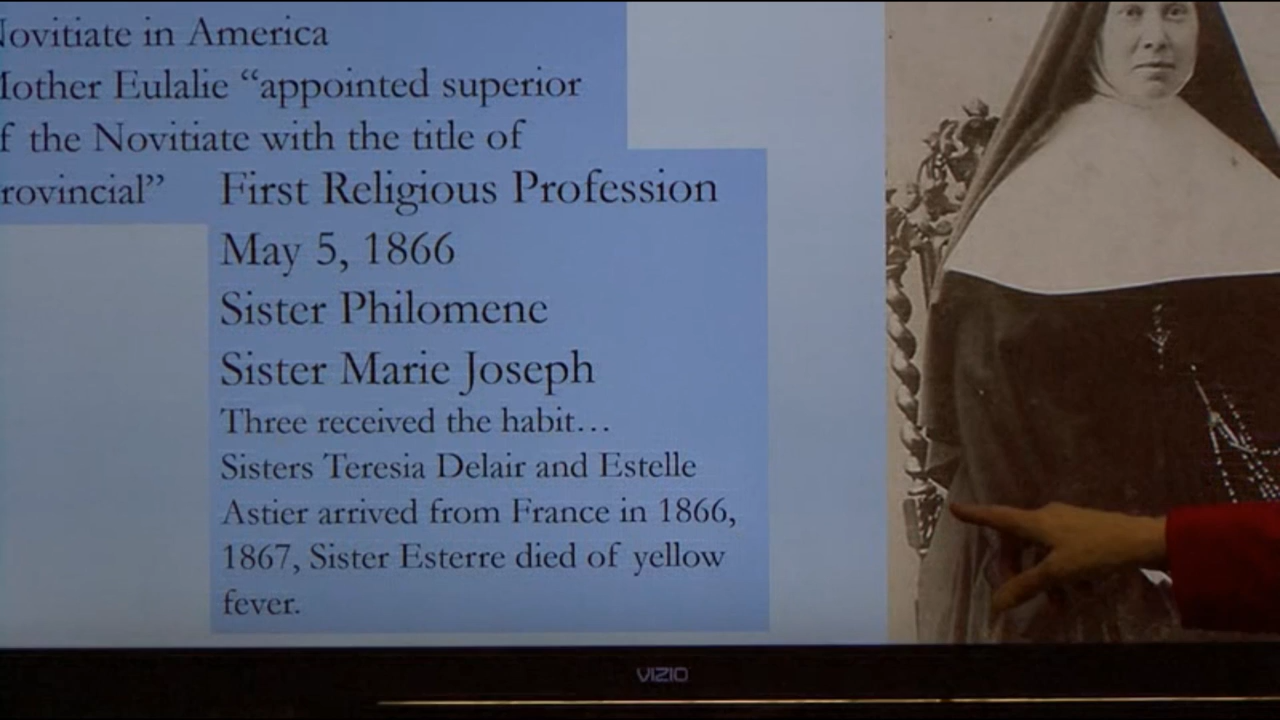 ovitiate in America
other Eulalie “appointed superior
f the Novitiate with the title of
rovincial”
First Religious Profession
May 5, 1866
Sister Philomene
Sister Marie Joseph
Three received the habit…
Sisters Teresia Delair and Estelle
Astier arrived from France in 1866,
1867, Sister Esterre died of yellow
fever.
VIZIO